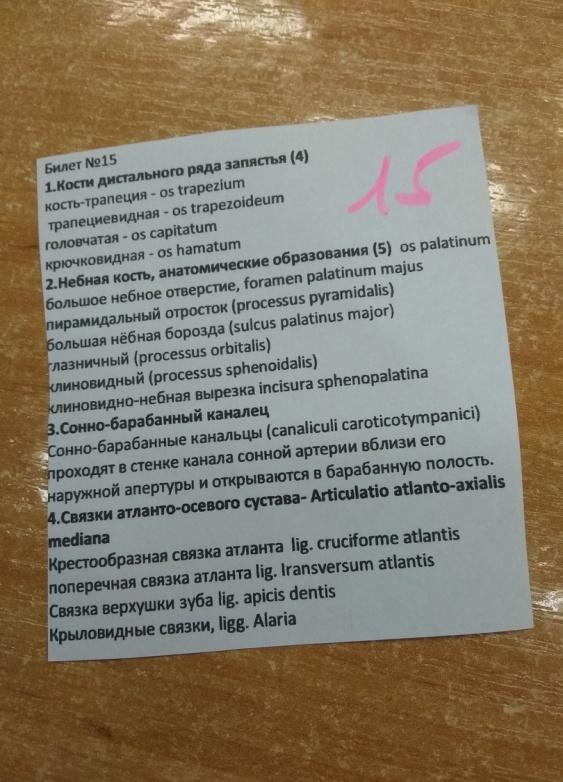 Билет №15
15
1.Кости дистального ряда запястья (4)
кость-трапеция - os trapezium
трапециевидная - os trapezoideum
головчатая - os capitatum
крючковидная - os hamatum
2.Небная кость, анатомические образования (5) os palatinum
большое небное отверстие, foramen palatinum majus
пирамидальный отросток (processus pyramidalis)
большая нёбная борозда (sulcus palatinus major)
глазничный (processus orbitalis)
клиновидный (processus sphenoidalis)
клиновидно-небная вырезка incisura sphenopalatina
3.Сонно-барабанный каналец
Сонно-барабанные канальцы (canaliculi caroticotympanici)
проходят в стенке канала сонной артерии вблизи его
наружной апертуры и открываются в барабанную полость.
4.Связки атланто-осевого сустава- Articulatio atlanto-axialis
mediana
Крестообразная связка атланта lig. cruciforme atlantis
поперечная связка атланта lig. Iransversum atlantis
Связка верхушки зуба lig. apicis dentis
Крыловидные связки, ligg. Alaria